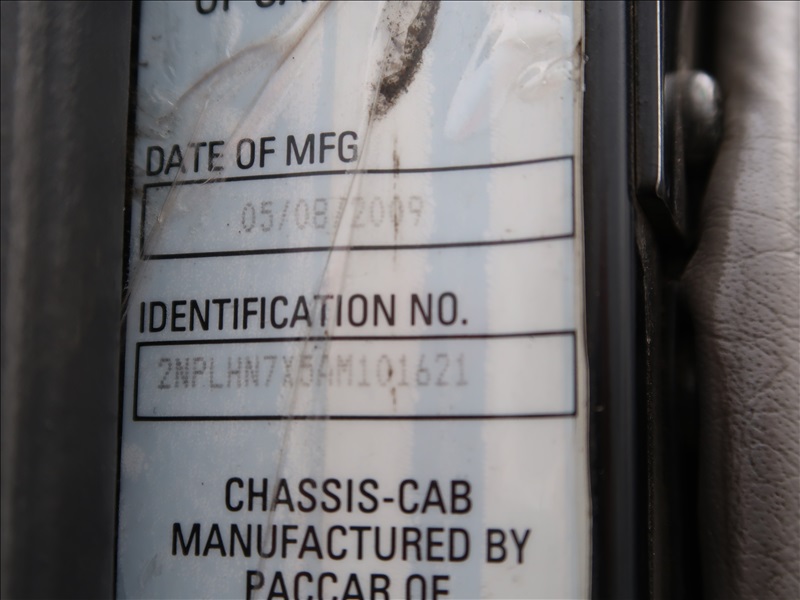 DATE OF MFG
05/08/2009
IDENTIFICATION NO.
2NPLHN7X5AM101621
CHASSIS-CAB
MANUFACTURED BY
PACCAR OF